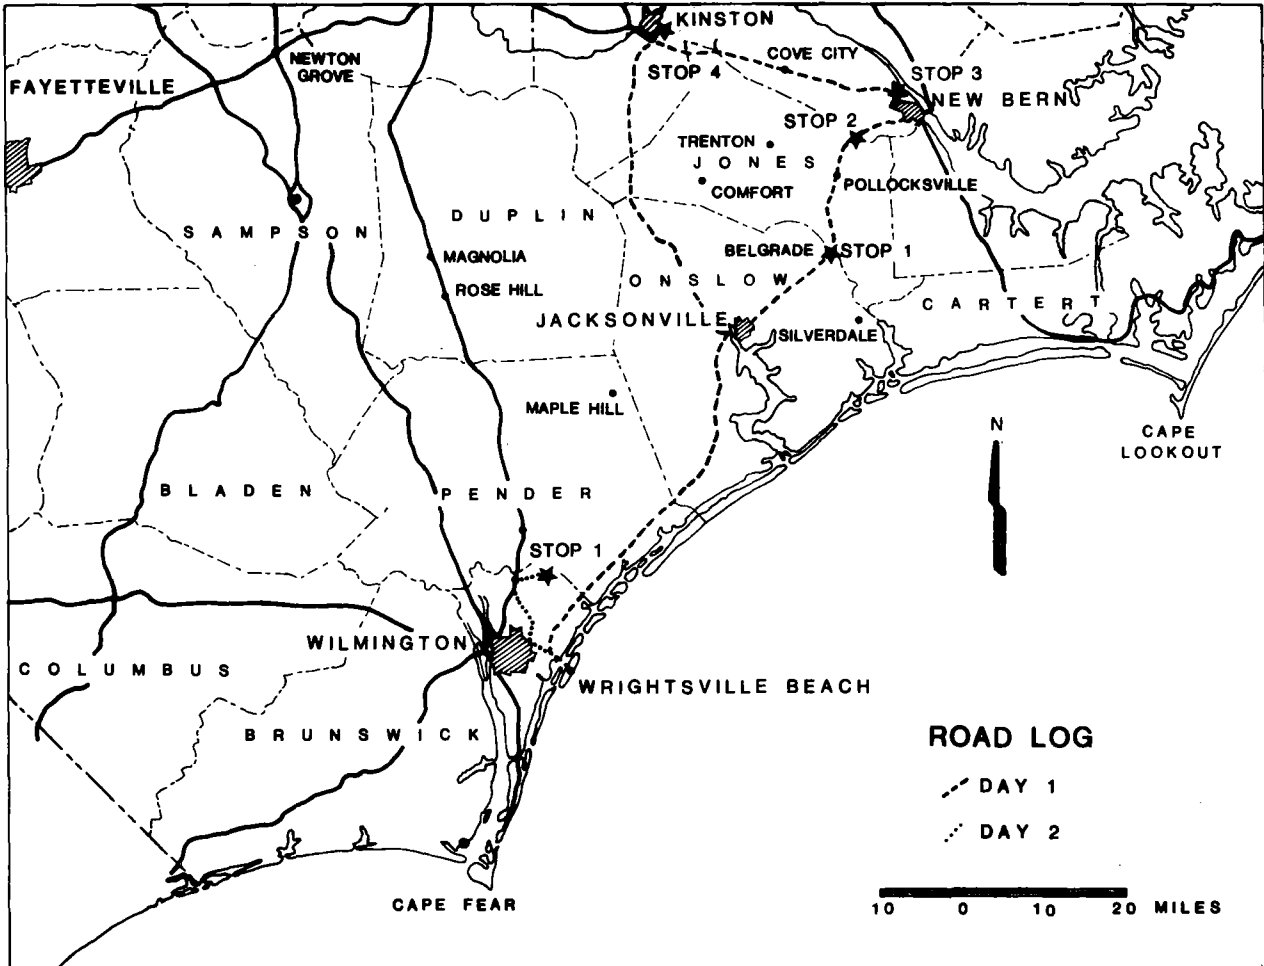 KINSTON
NEWTON
GROVE
COVE CITY
FAYETTEVILLE
STOP 4
STOP 3
NEW BERN
STOP 2
TRENTON
JONES
COMFORT
POLLOCKSVILLE
DUPLIN
SAMPSON
BELGRADE
STOP 1
MAGNOLIA
ONSLOW
ROSE HILL
CARTERT
JACKSONVILLE
SILVERDALE
MAPLE HILL
N
CAPE
LOOKOUT
BLADEN
PENDER
STOP 1
WILMINGTON
COLUMBUS
WRIGHTSVILLE BEACH
BRUNSWICK
ROAD LOG
DAY 1
DAY 2
CAPE FEAR
10 0 10 20 MILES